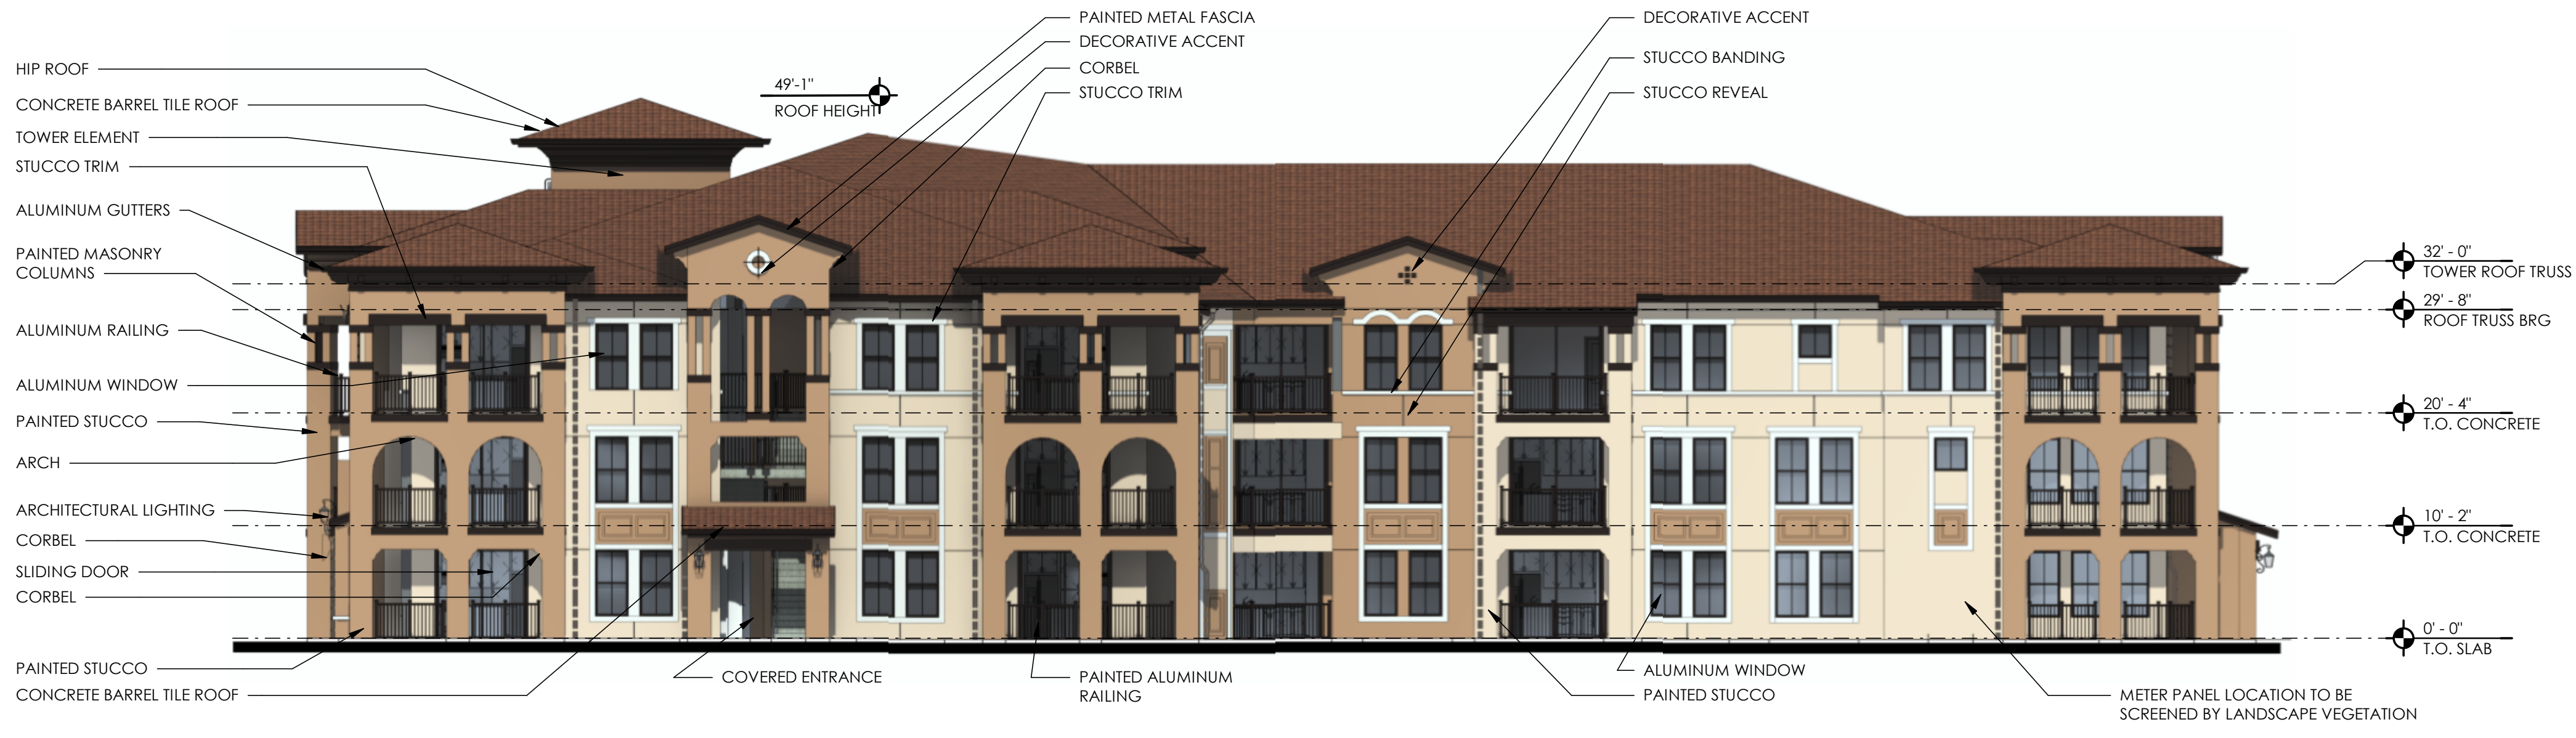 HIP ROOF
CONCRETE BARREL TILE ROOF
TOWER ELEMENT
STUCCO TRIM
ALUMINUM GUTTERS
PAINTED MASONRY
COLUMNS
ALUMINUM RAILING
ALUMINUM WINDOW
PAINTED STUCCO
ARCH
ARCHITECTURAL LIGHTING
CORBEL
SLIDING DOOR
CORBEL
PAINTED STUCCO
CONCRETE BARREL TILE ROOF
49'-1"
ROOF HEIGHT
PAINTED METAL FASCIA
DECORATIVE ACCENT
CORBEL
STUCCO TRIM
DECORATIVE ACCENT
STUCCO BANDING
STUCCO REVEAL
32' - 0"
TOWER ROOF TRUSS
29' - 8"
ROOF TRUSS BRG
20' - 4"
T.O. CONCRETE
10' - 2"
T.O. CONCRETE
0' - 0"
T.O. SLAB
COVERED ENTRANCE
PAINTED ALUMINUM
RAILING
ALUMINUM WINDOW
PAINTED STUCCO
METER PANEL LOCATION TO BE
SCREENED BY LANDSCAPE VEGETATION